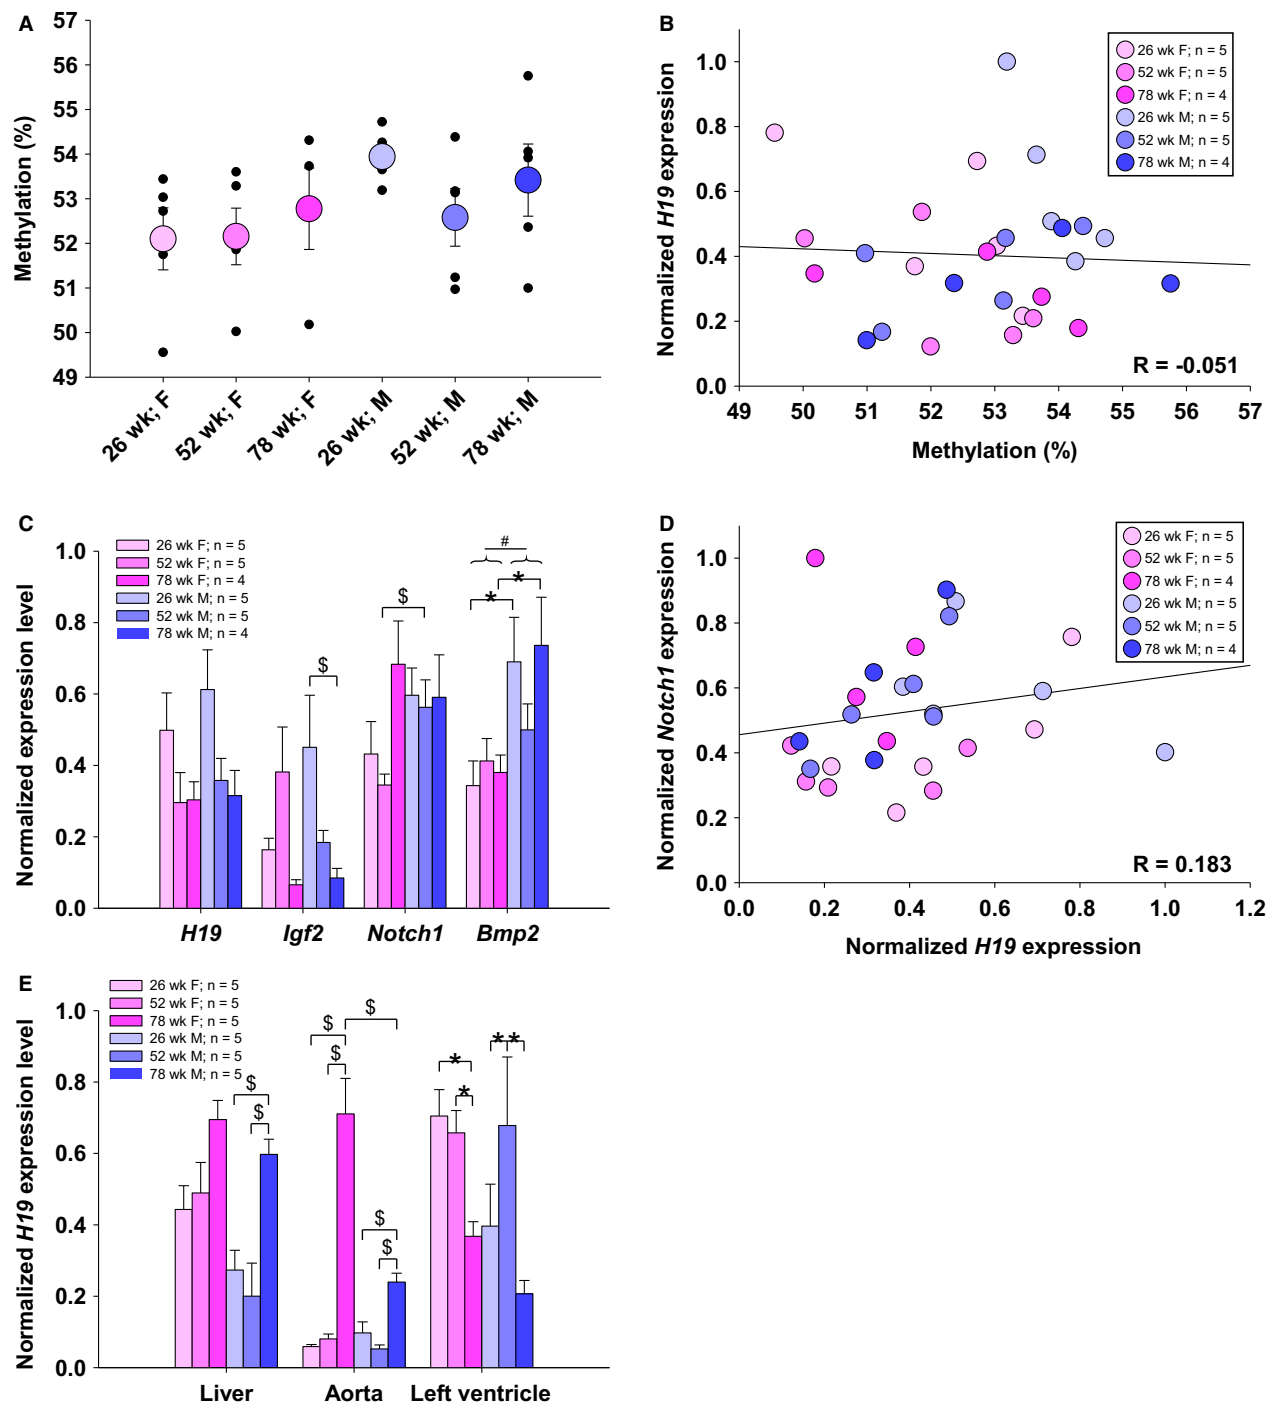 A
57
56
55
54
53
52
51
50
49
Methylation (%)
26 wk; F
52 wk; F
78 wk; F
26 wk; M
52 wk; M
78 wk; M
B
1.0
0.8
0.6
0.4
0.2
0.0
Normalized H19 expression
26 wk F; n = 5
52 wk F; n = 5
78 wk F; n = 4
26 wk M; n = 5
52 wk M; n = 5
78 wk M; n = 4
R = -0.051
49 50 51 52 53 54 55 56 57
Methylation (%)
C
1.0
0.8
0.6
0.4
0.2
0.0
Normalized expression level
26 wk F; n = 5
52 wk F; n = 5
78 wk F; n = 4
26 wk M; n = 5
52 wk M; n = 5
78 wk M; n = 4
$
$
#
*
*
H19 Igf2 Notch1 Bmp2
D
1.0
0.8
0.6
0.4
0.2
0.0
Normalized Notch1 expression
26 wk F; n = 5
52 wk F; n = 5
78 wk F; n = 4
26 wk M; n = 5
52 wk M; n = 5
78 wk M; n = 4
R = 0.183
0.0 0.2 0.4 0.6 0.8 1.0 1.2
Normalized H19 expression
E
1.0
0.8
0.6
0.4
0.2
0.0
Normalized H19 expression level
26 wk F; n = 5
52 wk F; n = 5
78 wk F; n = 5
26 wk M; n = 5
52 wk M; n = 5
78 wk M; n = 5
$
$
$
$
$
$
$
*
*
**
Liver Aorta Left ventricle